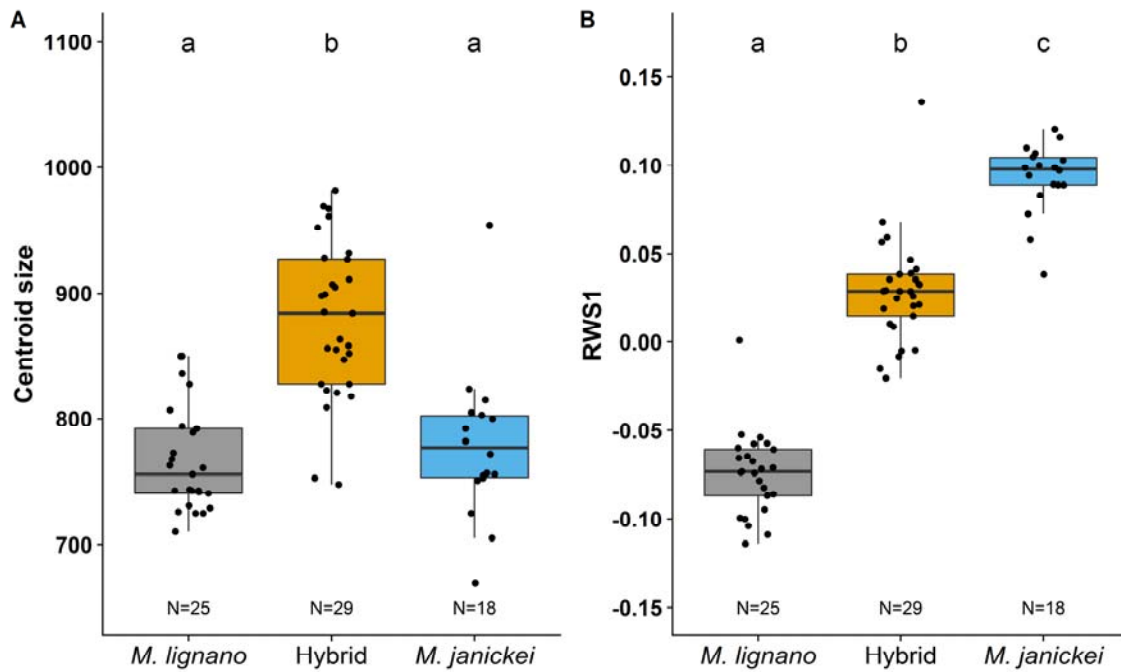 A
Centroid size
1100
1000
900
800
700
a b a
N=25 N=29 N=18
M. lignano Hybrid M. janickei
B
RWS1
0.15
0.10
0.05
0.00
-0.05
-0.10
-0.15
a b c
N=25 N=29 N=18
M. lignano Hybrid M. janickei